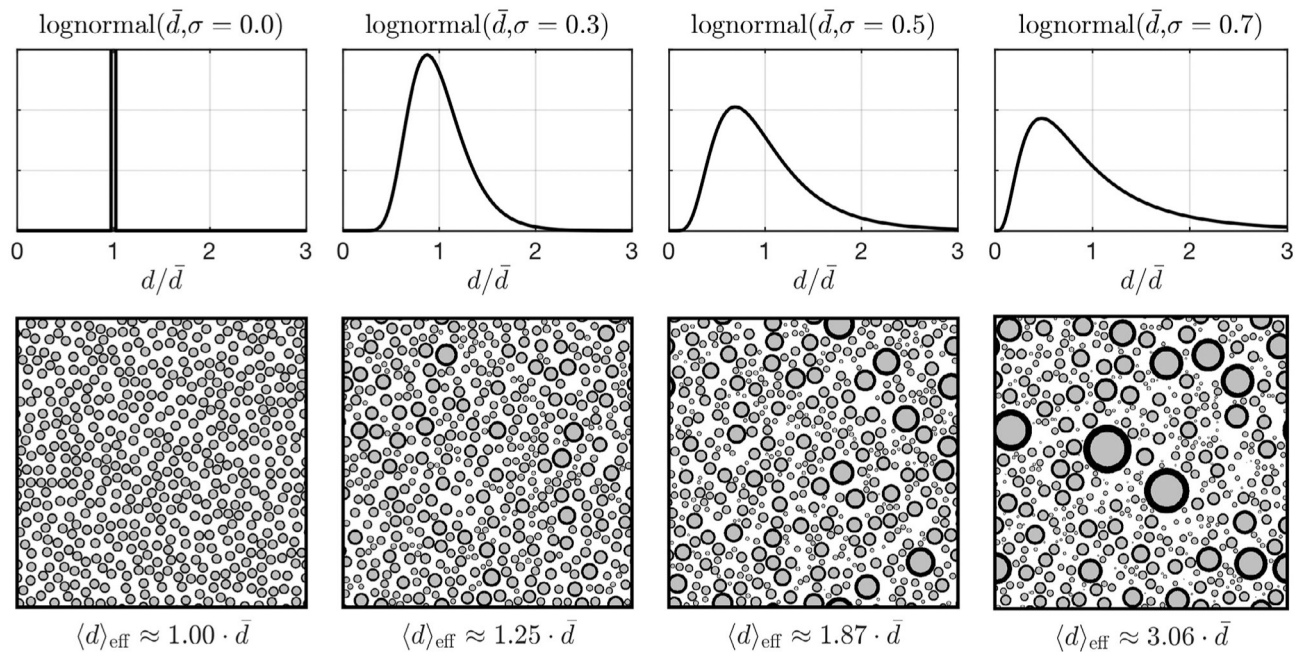 lognormal(d̄,σ = 0.0)
lognormal(d̄,σ = 0.3)
lognormal(d̄,σ = 0.5)
lognormal(d̄,σ = 0.7)
0 1 2 3
0 1 2 3
0 1 2 3
0 1 2 3
d/d̄
d/d̄
d/d̄
d/d̄
⟨d⟩eff ≈ 1.00 · d̄
⟨d⟩eff ≈ 1.25 · d̄
⟨d⟩eff ≈ 1.87 · d̄
⟨d⟩eff ≈ 3.06 · d̄